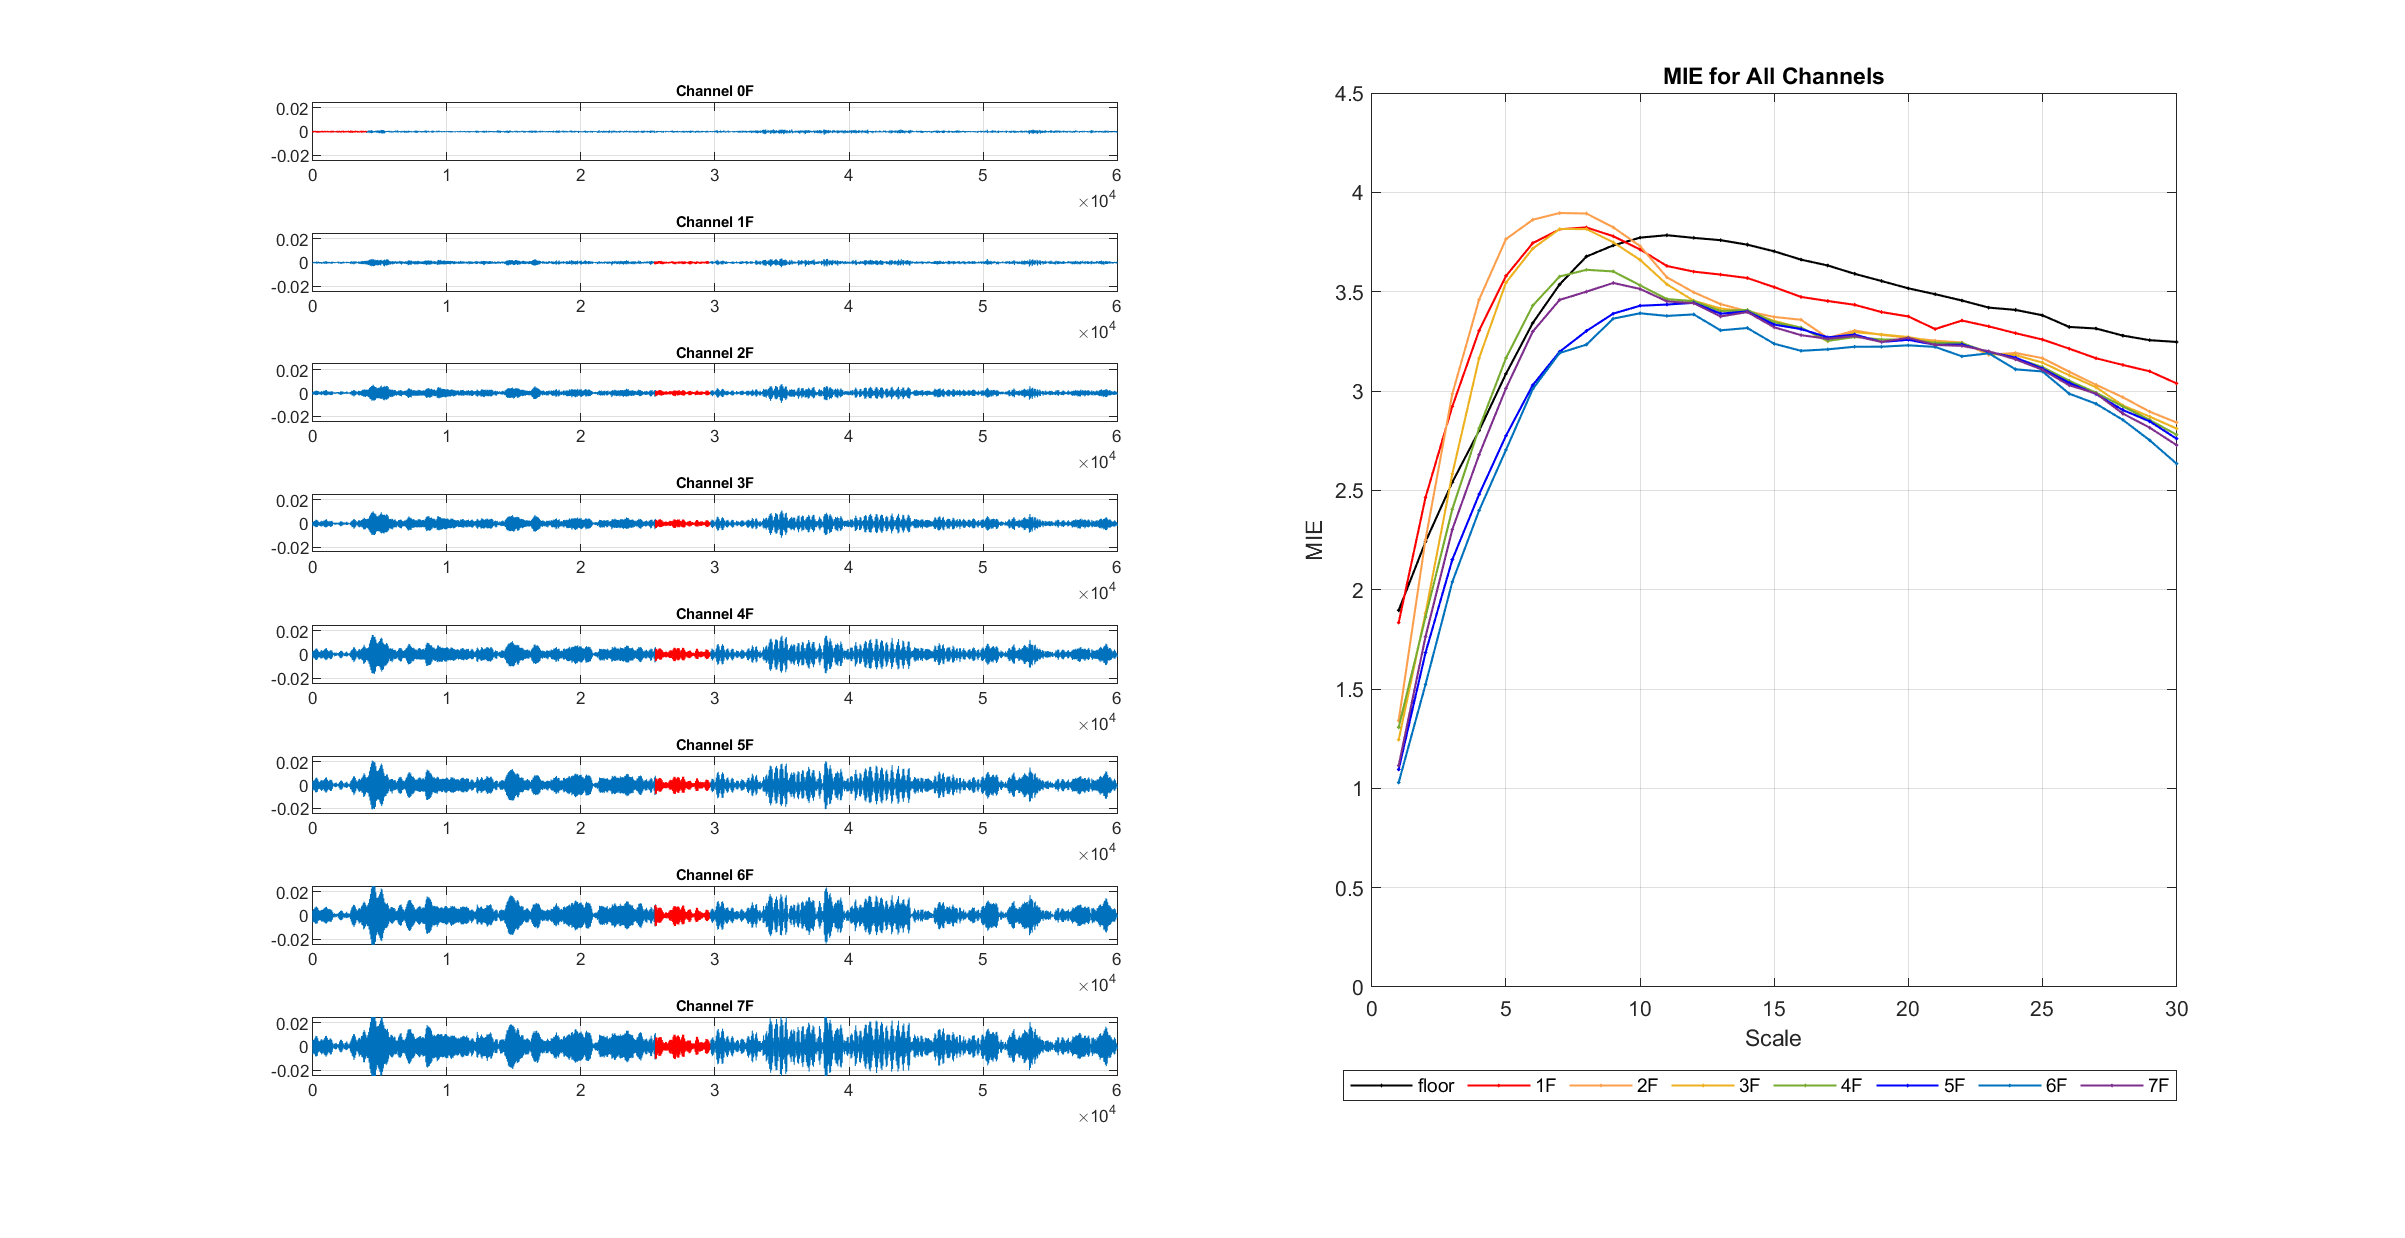 Channel 0F
0.02
0
-0.02
0 1 2 3 4 5 6
×10^4
Channel 1F
0.02
0
-0.02
0 1 2 3 4 5 6
×10^4
Channel 2F
0.02
0
-0.02
0 1 2 3 4 5 6
×10^4
Channel 3F
0.02
0
-0.02
0 1 2 3 4 5 6
×10^4
Channel 4F
0.02
0
-0.02
0 1 2 3 4 5 6
×10^4
Channel 5F
0.02
0
-0.02
0 1 2 3 4 5 6
×10^4
Channel 6F
0.02
0
-0.02
0 1 2 3 4 5 6
×10^4
Channel 7F
0.02
0
-0.02
0 1 2 3 4 5 6
×10^4
MIE for All Channels
4.5
4
3.5
3
2.5
2
1.5
1
0.5
0
MIE
0 5 10 15 20 25 30
Scale
floor 1F 2F 3F 4F 5F 6F 7F